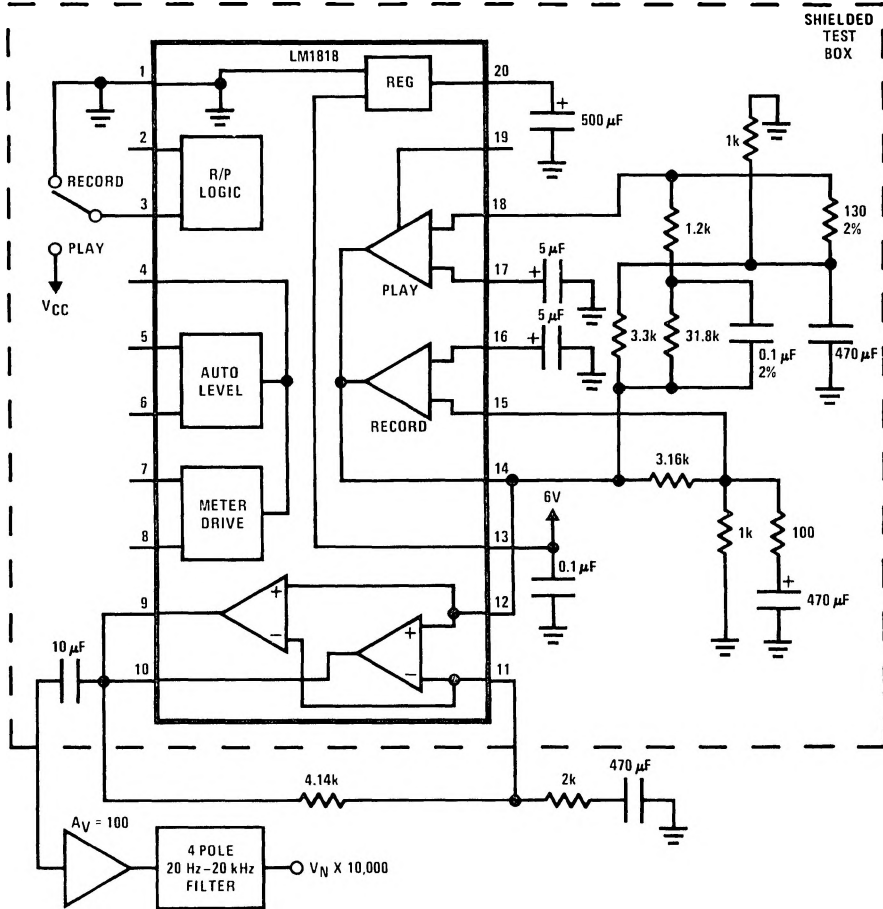 SHIELDED
TEST
BOX
LM1818
1
2
3
4
5
6
7
8
9
10
20
19
18
17
16
15
14
13
12
11
REG
R/P
LOGIC
RECORD
PLAY
VCC
AUTO
LEVEL
METER
DRIVE
PLAY
RECORD
+
500 μF
1k
1.2k
130
2%
5 μF
+
5 μF
+
3.3k
31.8k
0.1 μF
2%
470 μF
3.16k
6V
0.1 μF
1k
100
+
470 μF
+
−
+
−
10 μF
4.14k
2k
470 μF
AV = 100
4 POLE
20 Hz–20 kHz
FILTER
VN X 10,000